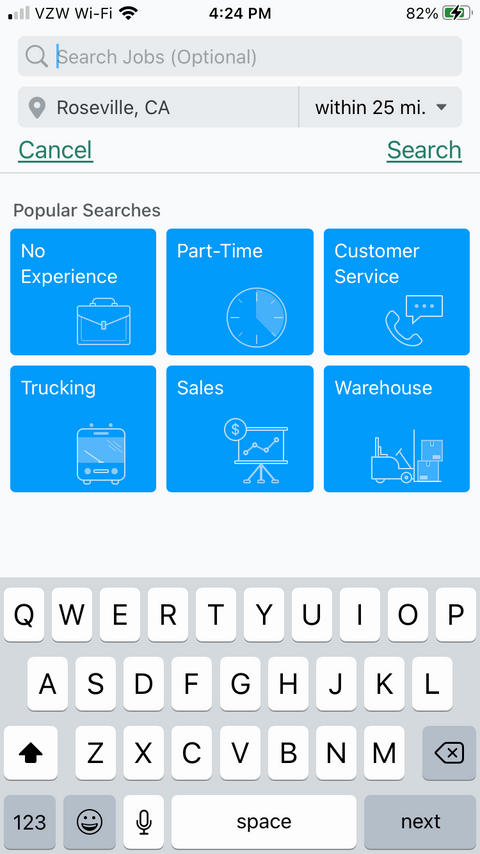 VZW Wi-Fi 4:24 PM 82%
Search Jobs (Optional)
Roseville, CA within 25 mi.
Cancel Search
Popular Searches
No Experience
Part-Time
Customer Service
Trucking
Sales
$
Warehouse
Q W E R T Y U I O P
A S D F G H J K L
Z X C V B N M
123 space next